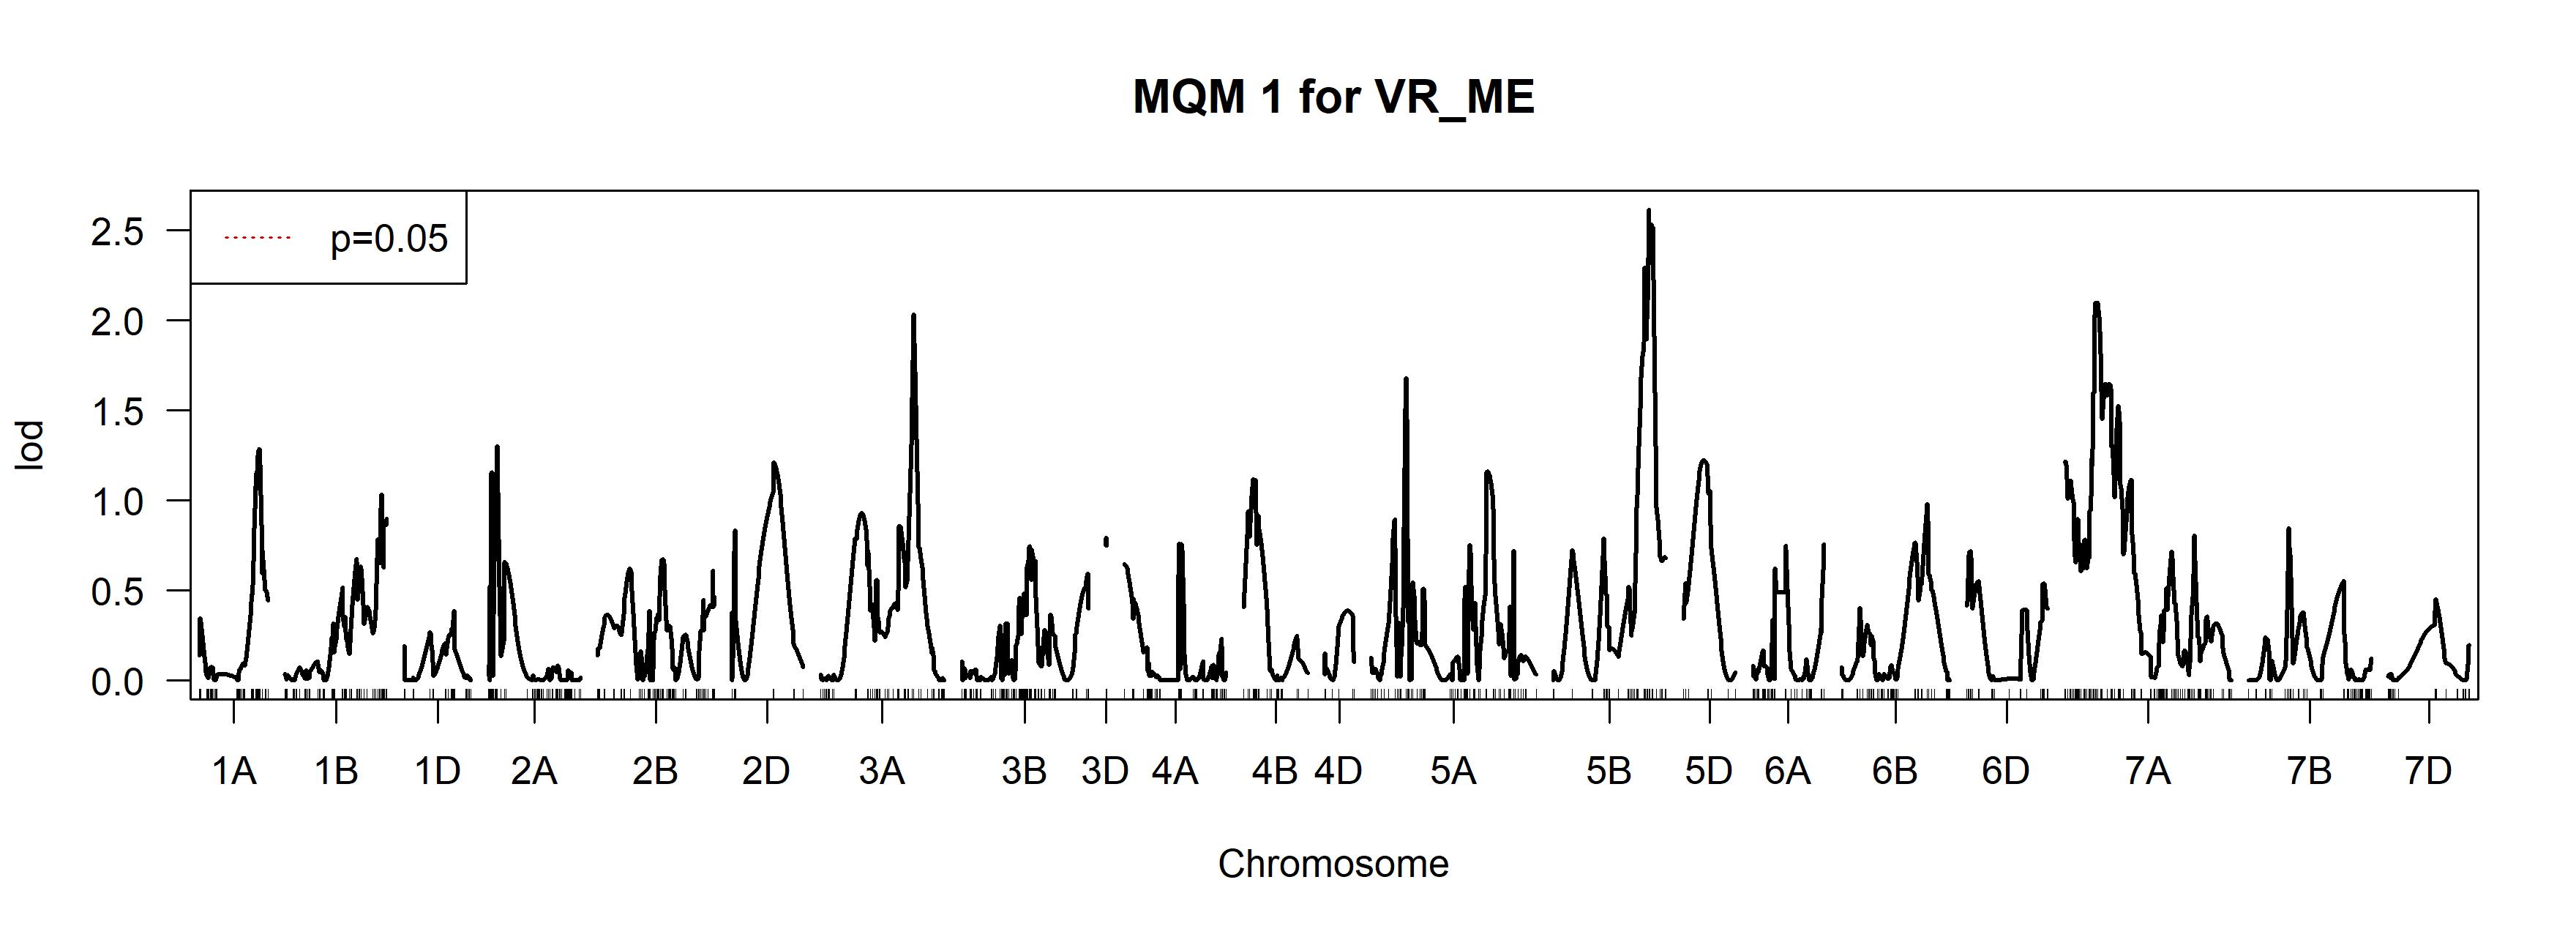 MQM 1 for VR_ME
p=0.05
2.5
2.0
1.5
1.0
0.5
0.0
lod
1A 1B 1D 2A 2B 2D 3A 3B 3D 4A 4B 4D 5A 5B 5D 6A 6B 6D 7A 7B 7D
Chromosome